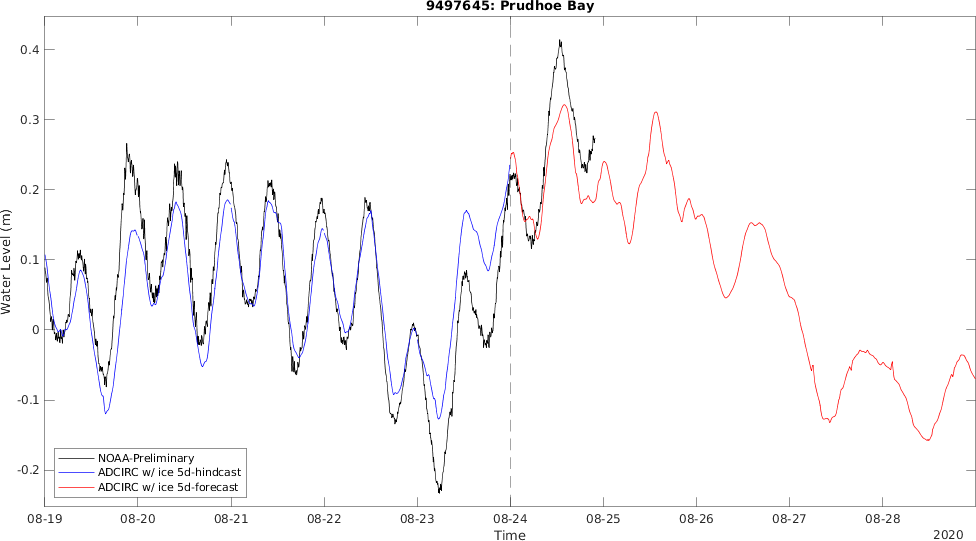 9497645: Prudhoe Bay
Water Level (m)
0.4
0.3
0.2
0.1
0
-0.1
-0.2
NOAA-Preliminary
ADCIRC w/ ice 5d-hindcast
ADCIRC w/ ice 5d-forecast
08-19 08-20 08-21 08-22 08-23 08-24 08-25 08-26 08-27 08-28
Time
2020